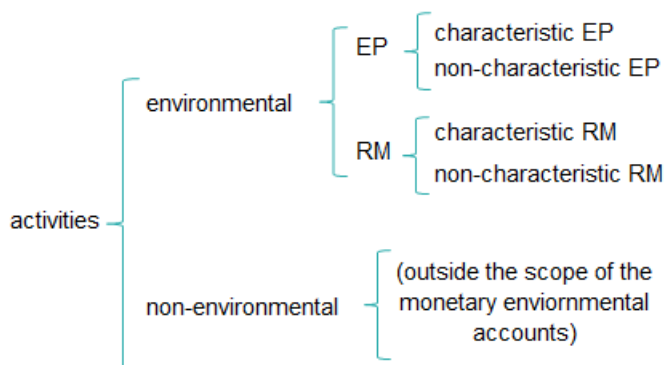 EP
characteristic EP
non-characteristic EP
environmental
RM
characteristic RM
non-characteristic RM
activities
non-environmental
(outside the scope of the
monetary enviornmental
accounts)